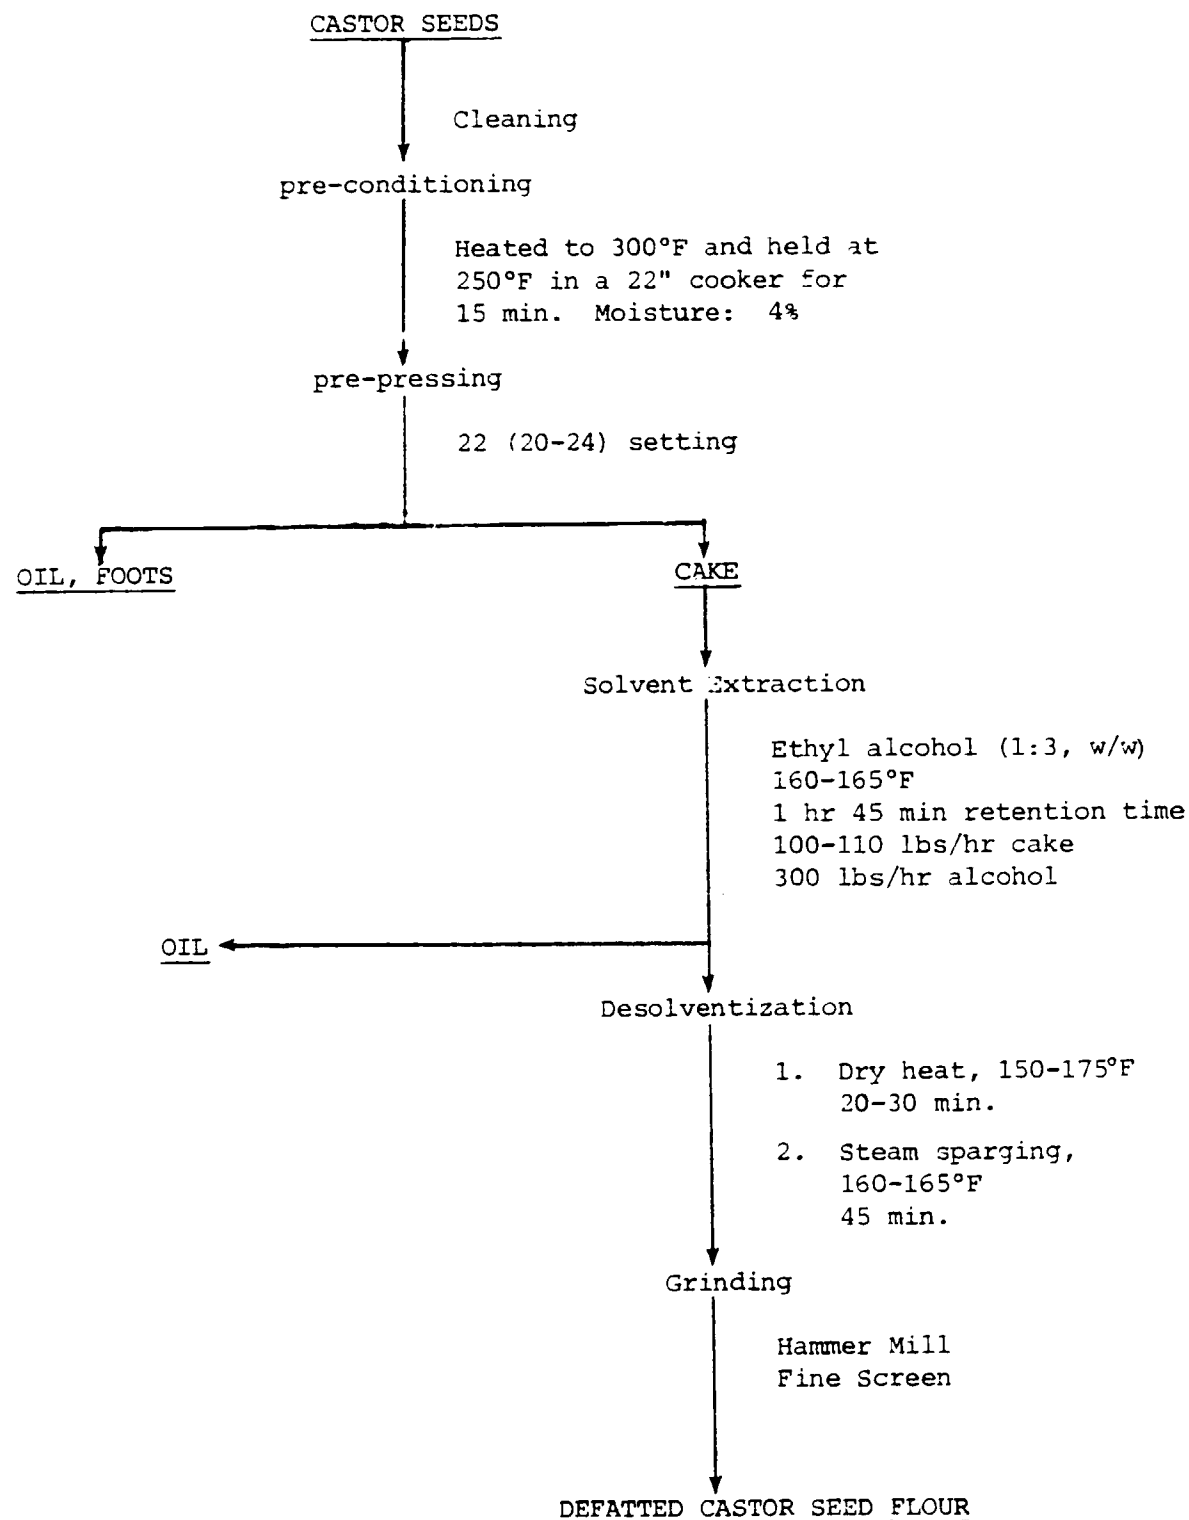 CASTOR SEEDS
Cleaning
pre-conditioning
Heated to 300°F and held at
250°F in a 22" cooker for
15 min. Moisture: 4%
pre-pressing
22 (20-24) setting
OIL, FOOTS
CAKE
Solvent Extraction
Ethyl alcohol (1:3, w/w)
160-165°F
1 hr 45 min retention time
100-110 lbs/hr cake
300 lbs/hr alcohol
OIL
Desolventization
1. Dry heat, 150-175°F
20-30 min.
2. Steam sparging,
160-165°F
45 min.
Grinding
Hammer Mill
Fine Screen
DEFATTED CASTOR SEED FLOUR